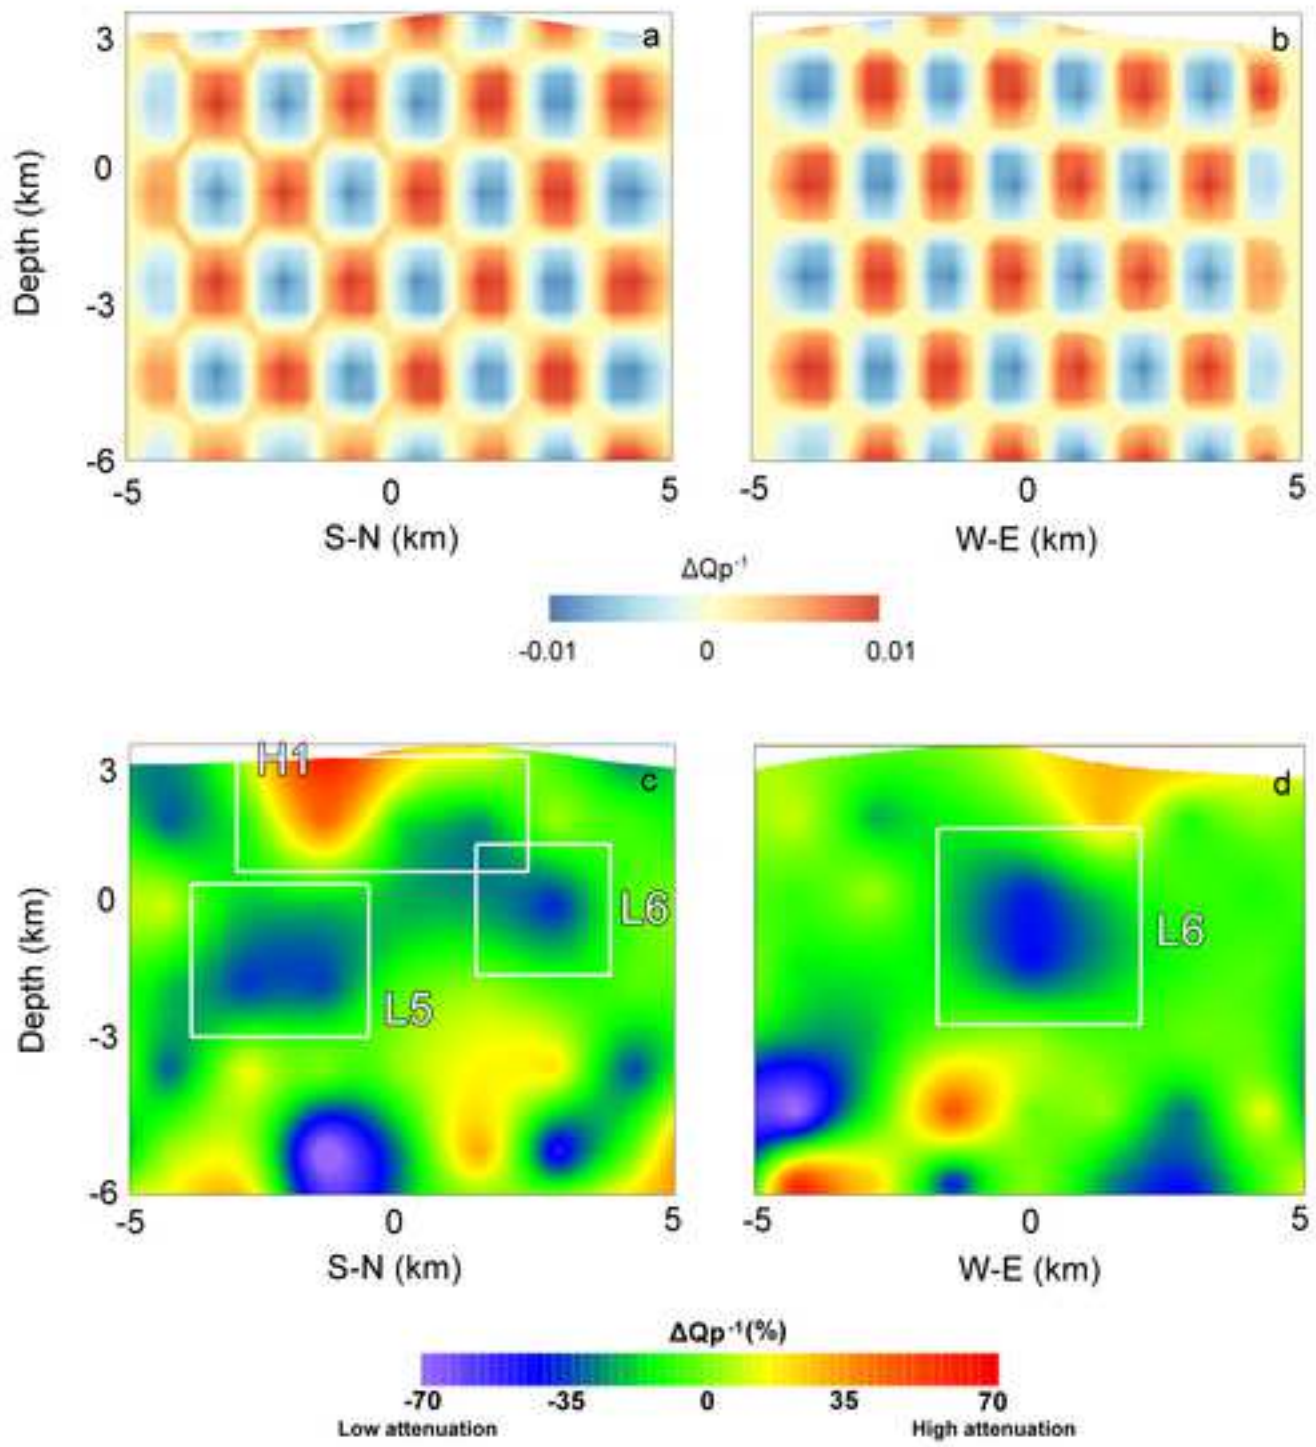 a
b
3
0
-3
-6
Depth (km)
-5 0 5
-5 0 5
S-N (km)
W-E (km)
ΔQp⁻¹
-0.01 0 0.01
H1
c
d
3
0
-3
-6
Depth (km)
L6
L6
L5
-5 0 5
-5 0 5
S-N (km)
W-E (km)
ΔQp⁻¹(%)
-70 -35 0 35 70
Low attenuation
High attenuation